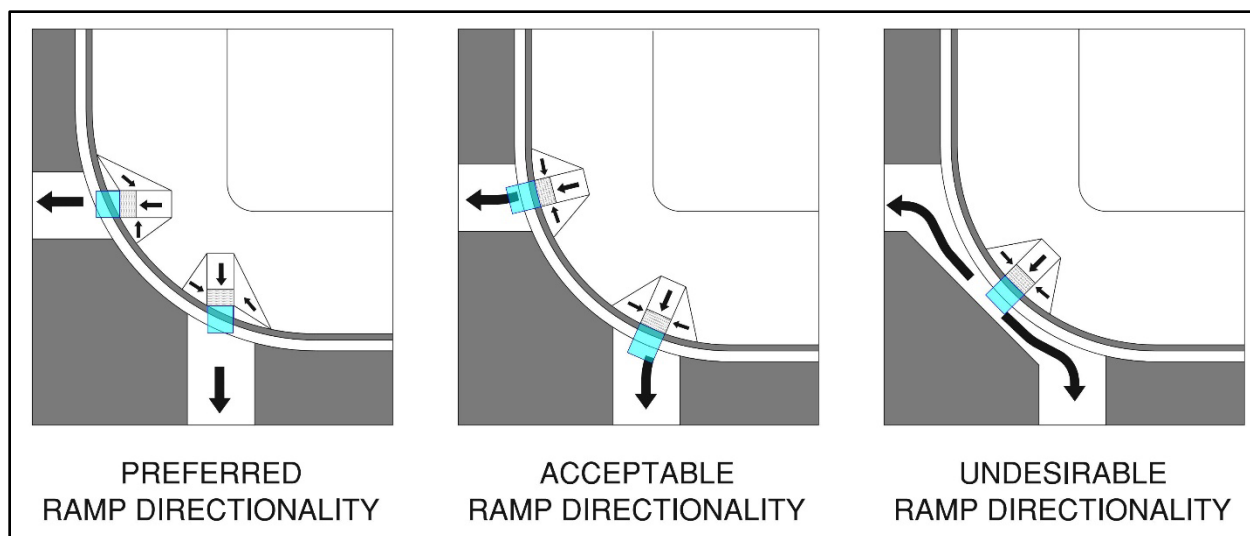 PREFERRED
RAMP DIRECTIONALITY
ACCEPTABLE
RAMP DIRECTIONALITY
UNDESIRABLE
RAMP DIRECTIONALITY